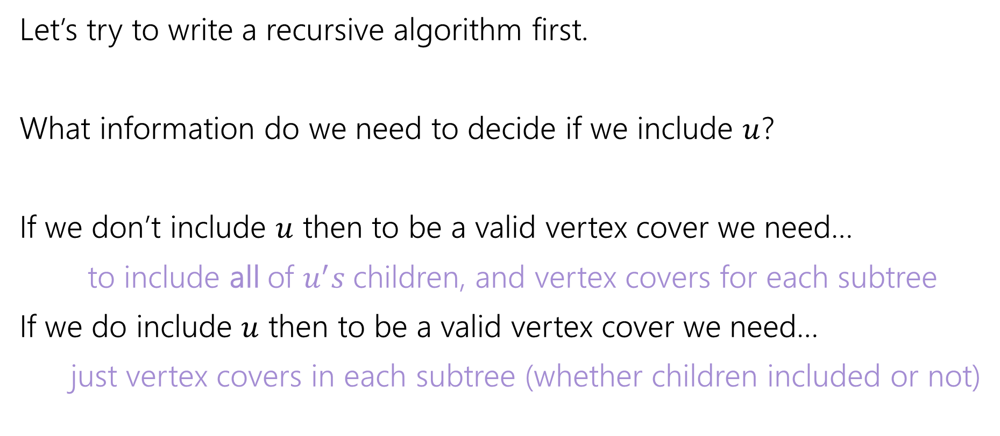 Let’s try to write a recursive algorithm first.
What information do we need to decide if we include u?
If we don’t include u then to be a valid vertex cover we need…
to include all of u′s children, and vertex covers for each subtree
If we do include u then to be a valid vertex cover we need…
just vertex covers in each subtree (whether children included or not)